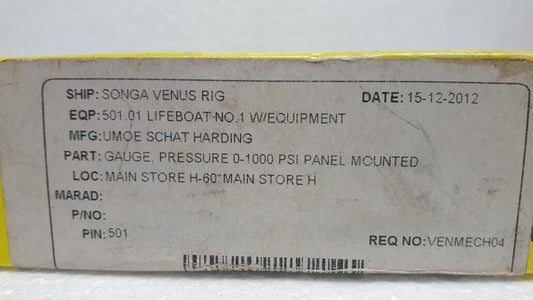 SHIP: SONGA VENUS RIG DATE: 15-12-2012
EQP: 501.01 LIFEBOAT NO.1 W/EQUIPMENT
MFG: UMOE SCHAT HARDING
PART: GAUGE, PRESSURE 0-1000 PSI PANEL MOUNTED
LOC: MAIN STORE H-60" MAIN STORE H
MARAD:
P/NO:
PIN: 501 REQ NO: VENMECH04